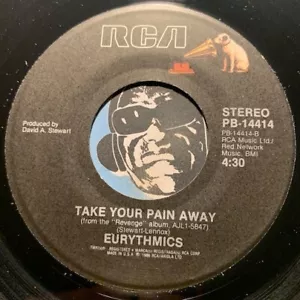 RCA
Produced by
David A. Stewart
STEREO
PB-14414
PB-14414-B
RCA Music Ltd./
Red Network
Music, BMI
4:30
TAKE YOUR PAIN AWAY
(from the "Revenge" album, AJL1-5847)
(Stewart-Lennox)
EURYTHMICS